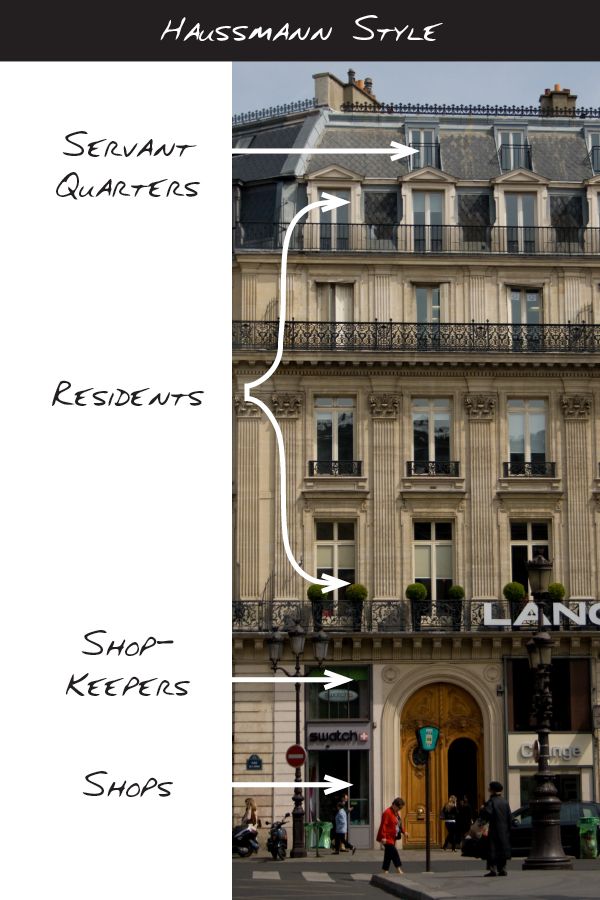 Haussmann Style
Servant
Quarters
Residents
LANC
Shop-
Keepers
swatch
Shops
Change